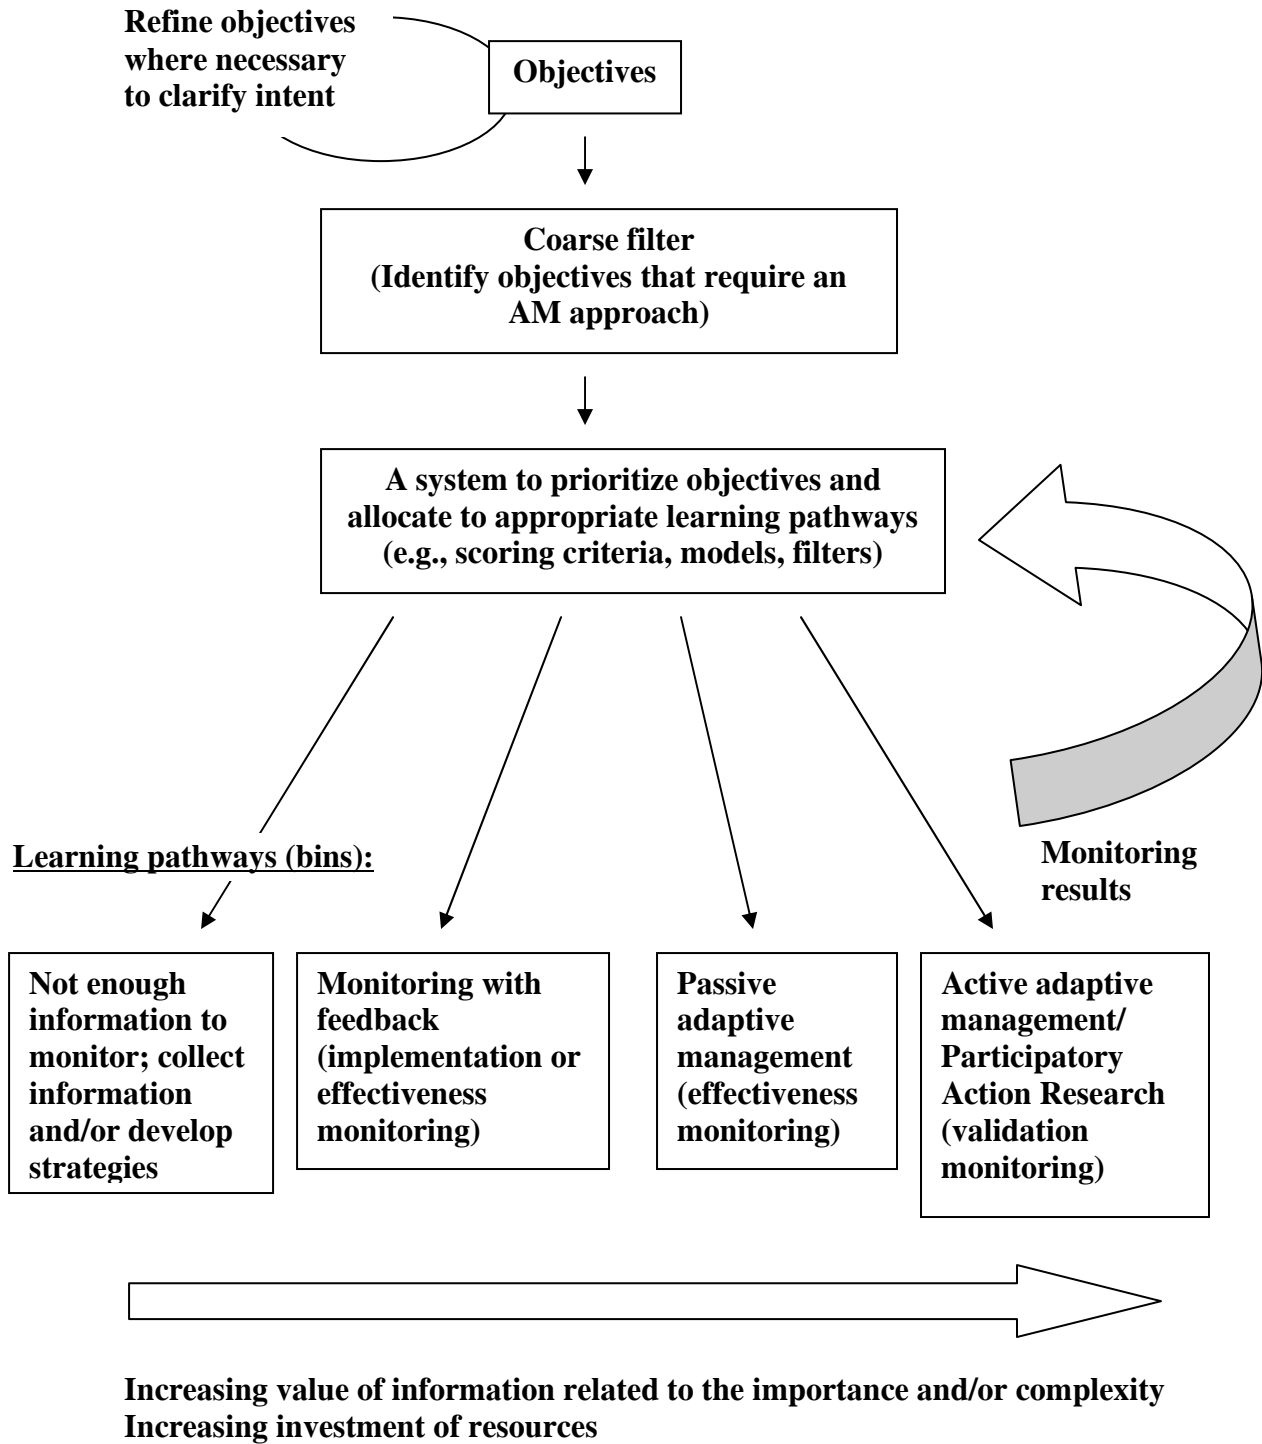 Refine objectives
where necessary
to clarify intent
Objectives
Coarse filter
(Identify objectives that require an
AM approach)
A system to prioritize objectives and
allocate to appropriate learning pathways
(e.g., scoring criteria, models, filters)
Learning pathways (bins):
Monitoring
results
Not enough
information to
monitor; collect
information
and/or develop
strategies
Monitoring with
feedback
(implementation or
effectiveness
monitoring)
Passive
adaptive
management
(effectiveness
monitoring)
Active adaptive
management/
Participatory
Action Research
(validation
monitoring)
Increasing value of information related to the importance and/or complexity
Increasing investment of resources